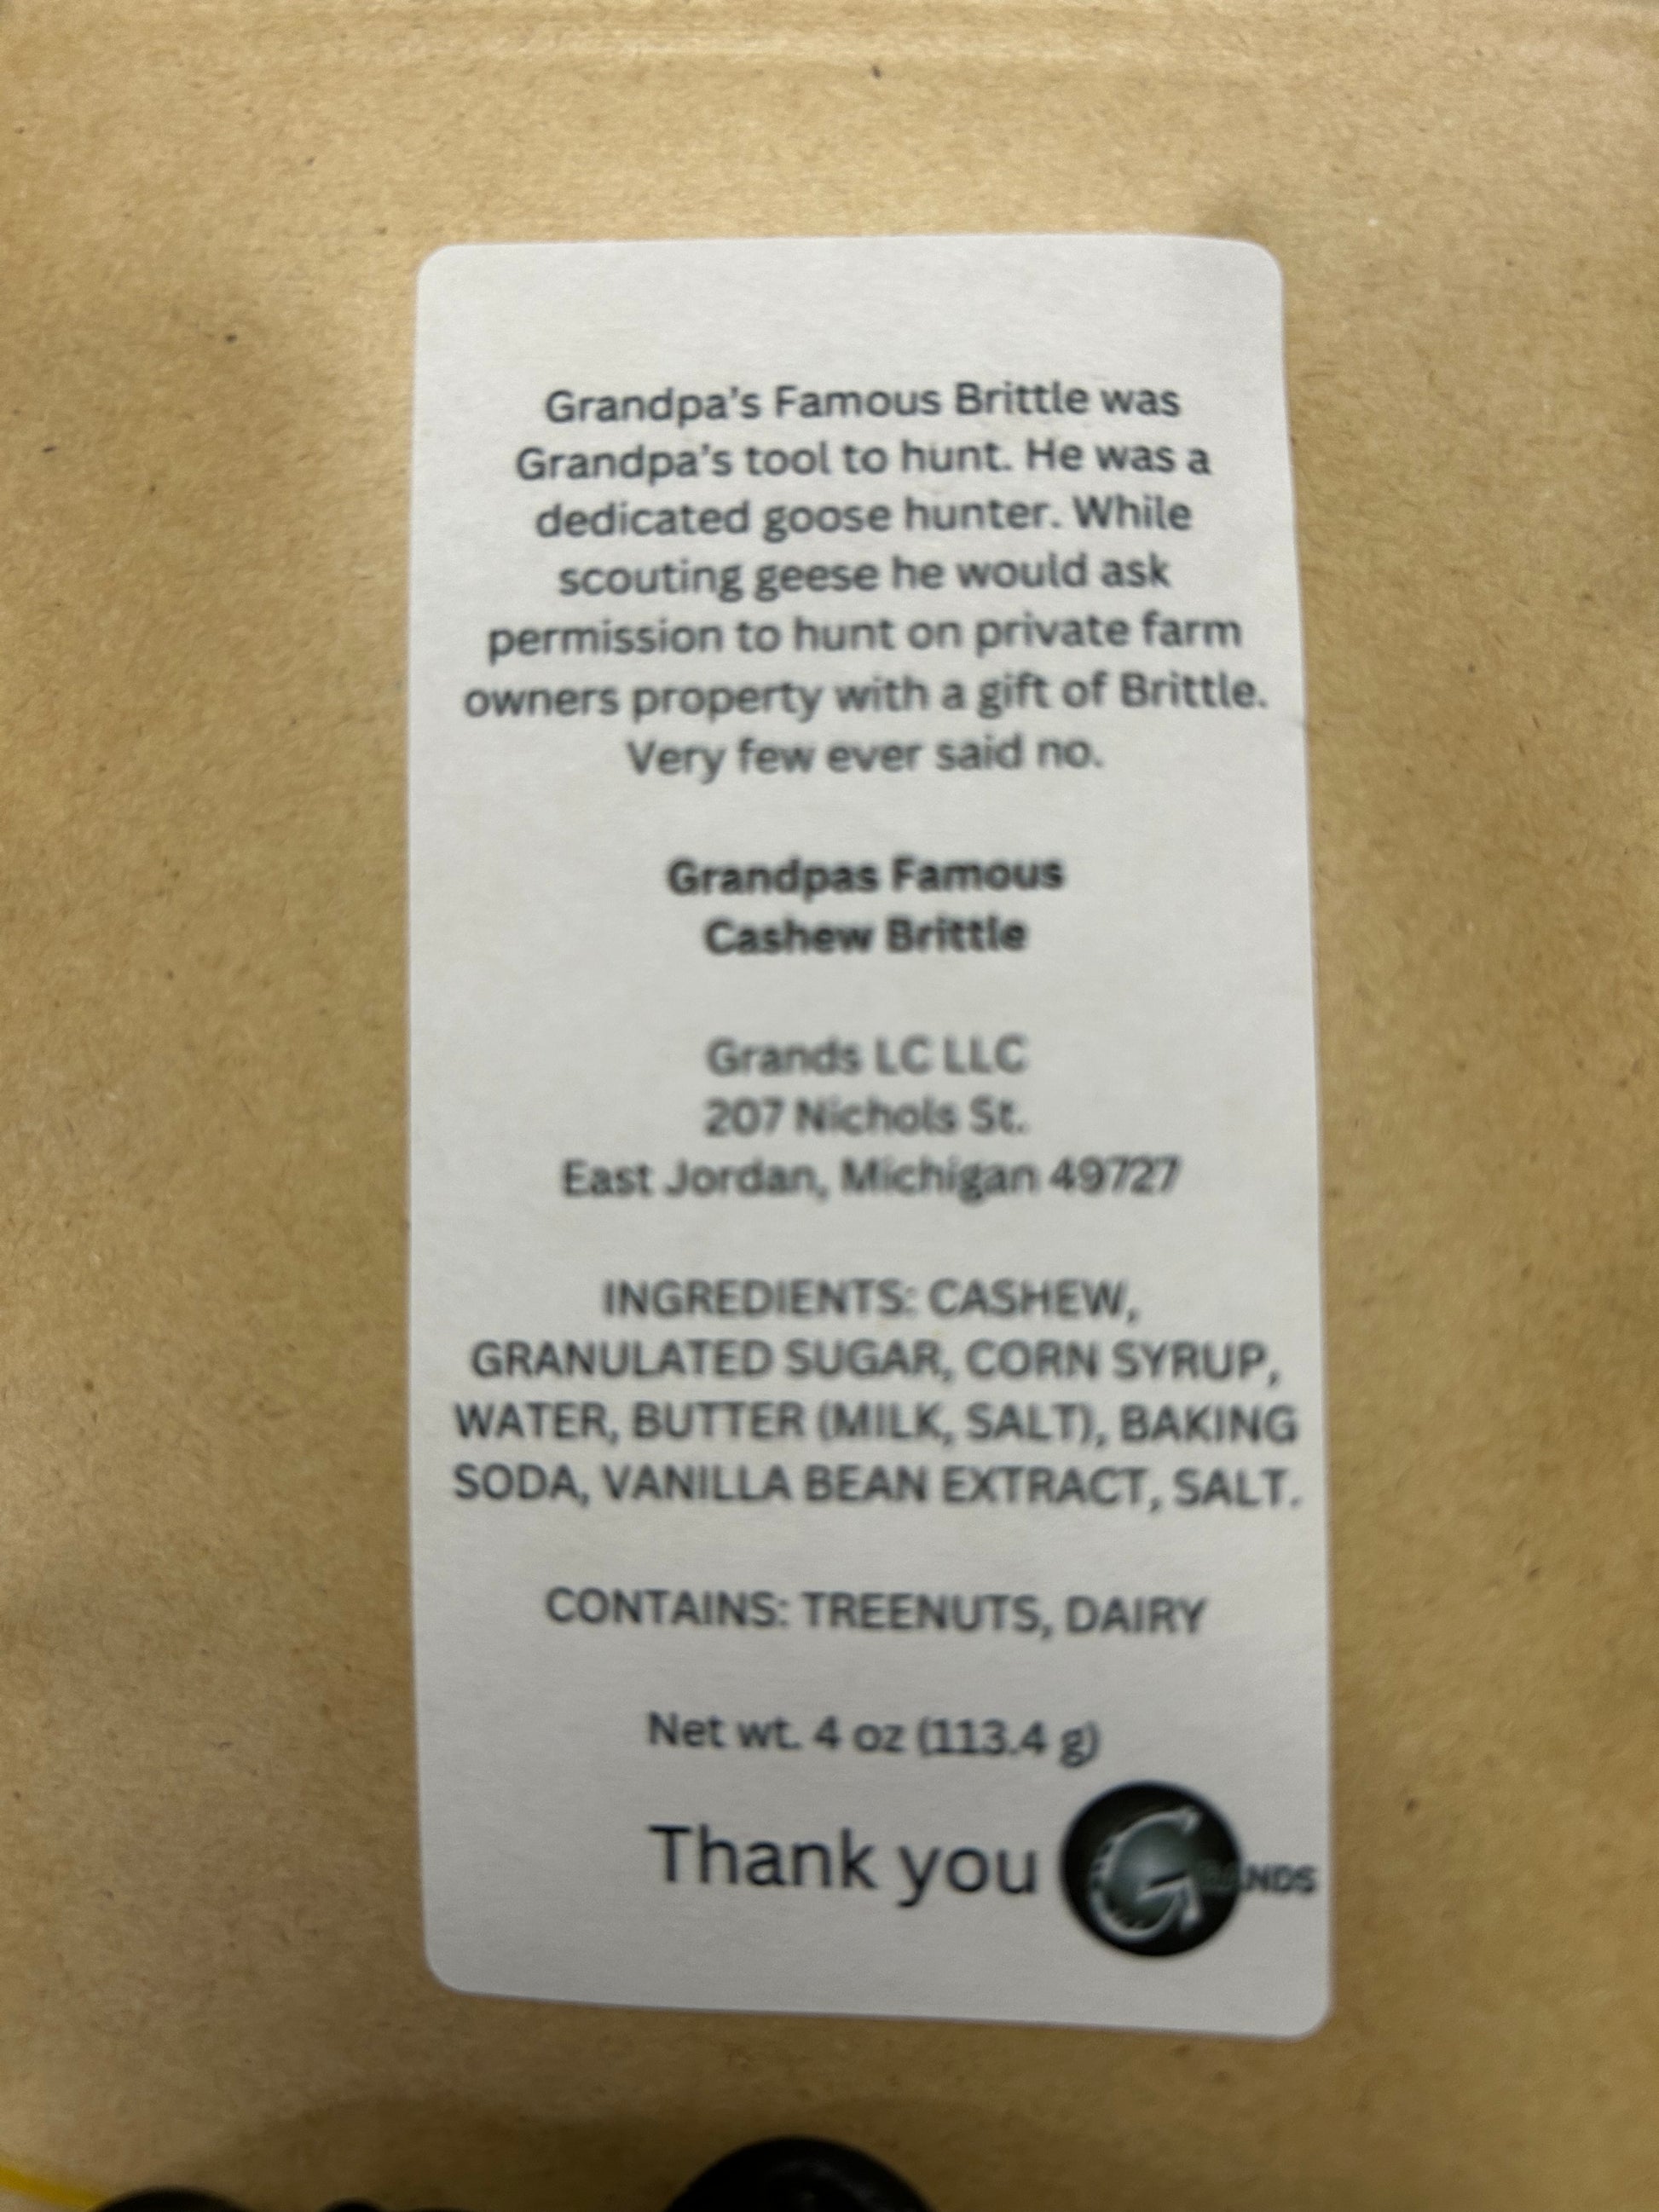 Grandpa's Famous Brittle was
Grandpa's tool to hunt. He was a
dedicated goose hunter. While
scouting geese he would ask
permission to hunt on private farm
owners property with a gift of Brittle.
Very few ever said no.
Grandpas Famous
Cashew Brittle
Grands LC LLC
207 Nichols St.
East Jordan, Michigan 49727
INGREDIENTS: CASHEW,
GRANULATED SUGAR, CORN SYRUP,
WATER, BUTTER (MILK, SALT), BAKING
SODA, VANILLA BEAN EXTRACT, SALT.
CONTAINS: TREENUTS, DAIRY
Net wt. 4 oz (113.4 g)
Thank you GRANDS